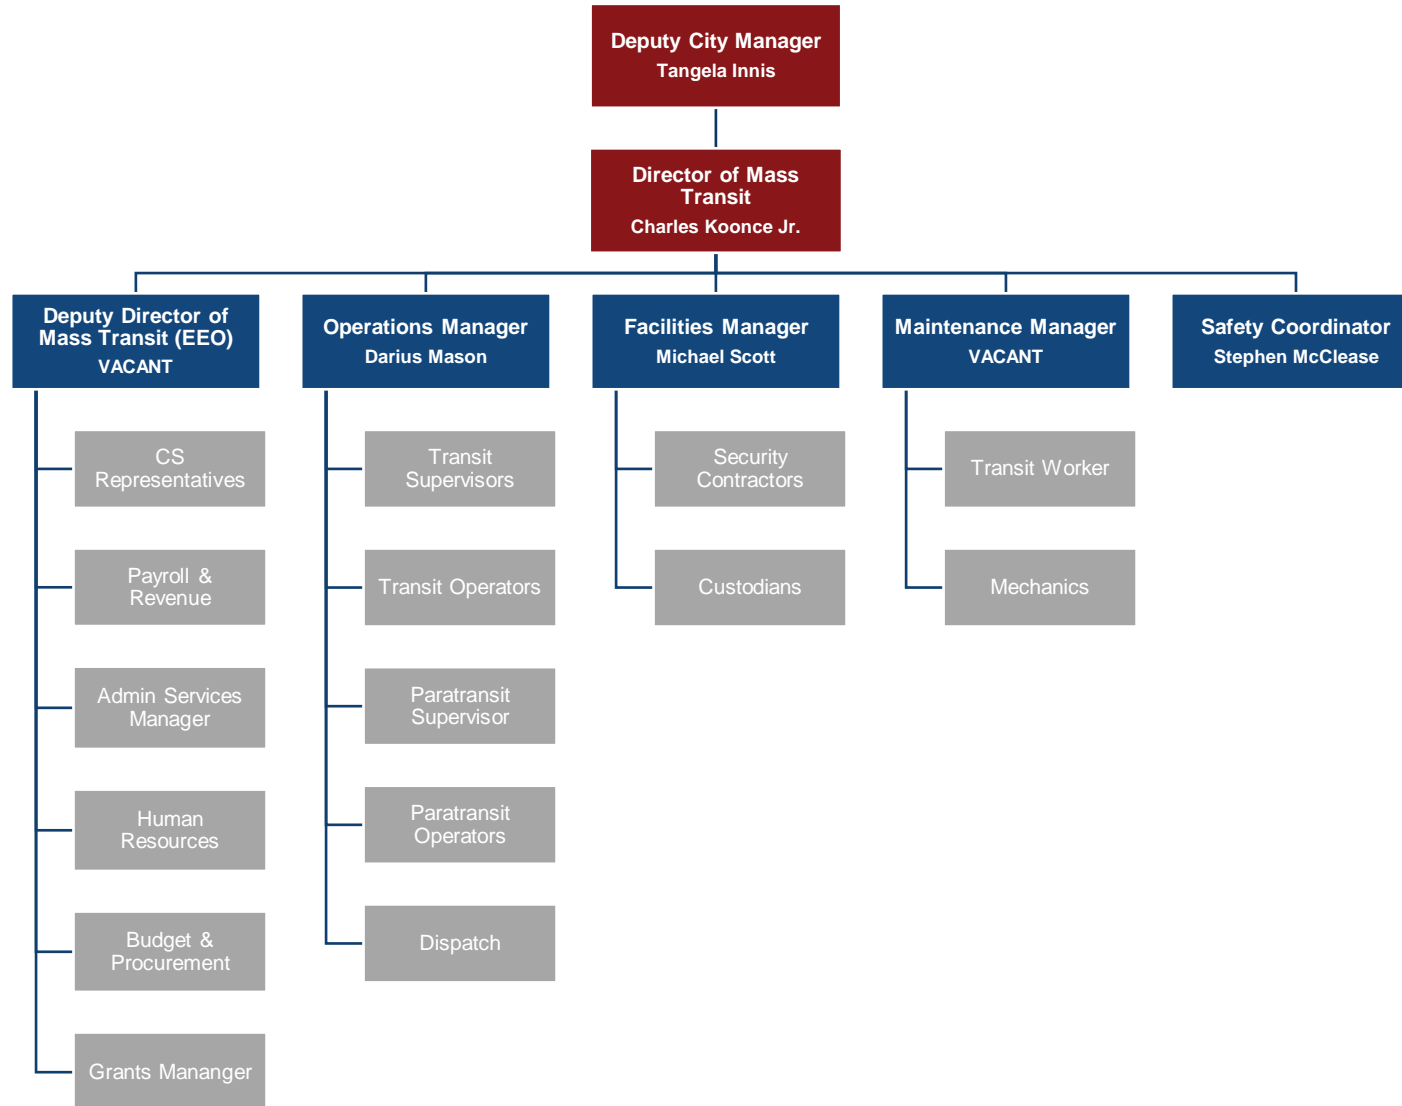 Deputy City Manager
Tangela Innis
Director of Mass
Transit
Charles Koonce Jr.
Deputy Director of
Mass Transit (EEO)
VACANT
Operations Manager
Darius Mason
Facilities Manager
Michael Scott
Maintenance Manager
VACANT
Safety Coordinator
Stephen McClease
CS
Representatives
Payroll &
Revenue
Admin Services
Manager
Human
Resources
Budget &
Procurement
Grants Mananger
Transit
Supervisors
Transit Operators
Paratransit
Supervisor
Paratransit
Operators
Dispatch
Security
Contractors
Custodians
Transit Worker
Mechanics